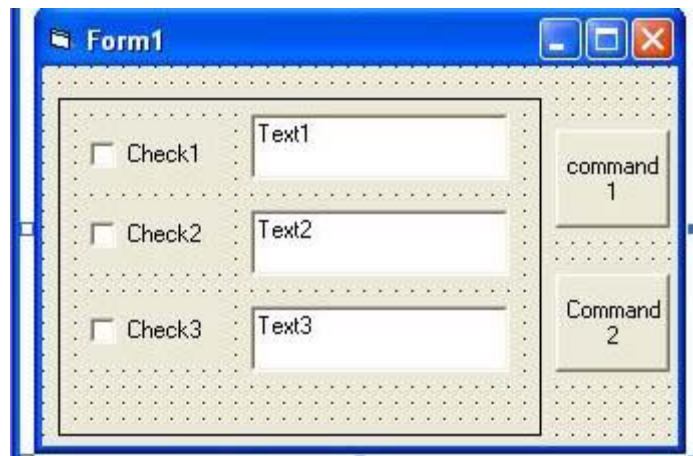 Form1
Check1
Text1
command
1
Check2
Text2
Check3
Text3
Command
2